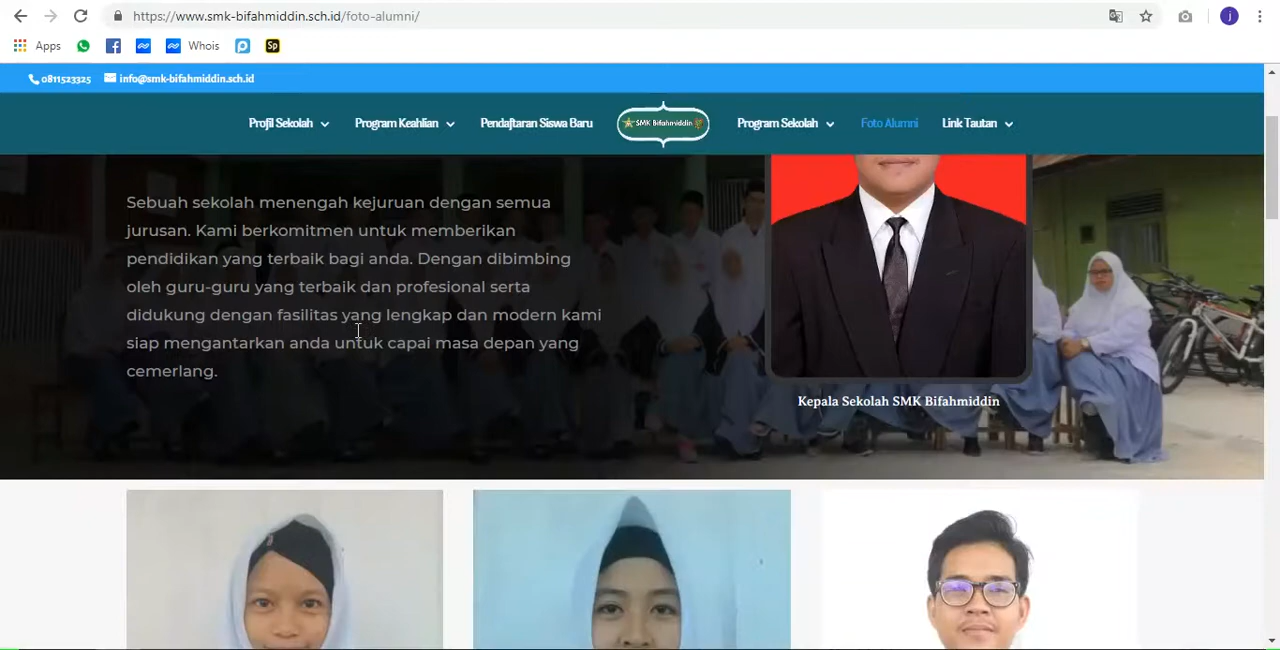 https://www.smk-bifahmiddin.sch.id/foto-alumni/
j
Apps
Whois
Sp
0811523325
info@smk-bifahmiddin.sch.id
Profil Sekolah
Program Keahlian
Pendaftaran Siswa Baru
SMK Bifahmiddin
Program Sekolah
Foto Alumni
Link Tautan
Sebuah sekolah menengah kejuruan dengan semua
jurusan. Kami berkomitmen untuk memberikan
pendidikan yang terbaik bagi anda. Dengan dibimbing
oleh guru-guru yang terbaik dan profesional serta
didukung dengan fasilitas yang lengkap dan modern kami
siap mengantarkan anda untuk capai masa depan yang
cemerlang.
Kepala Sekolah SMK Bifahmiddin